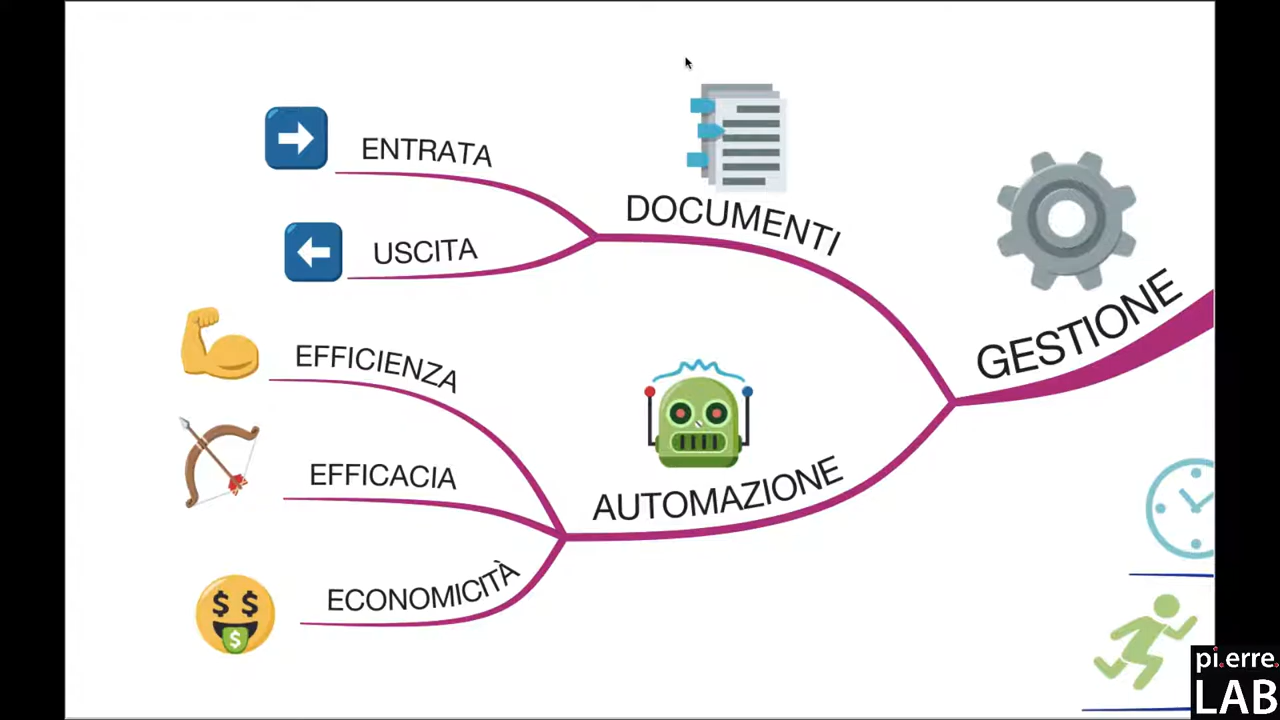 ENTRATA
DOCUMENTI
USCITA
GESTIONE
EFFICIENZA
EFFICACIA
AUTOMAZIONE
ECONOMICITÀ
$ $
$
pi.erre.
LAB